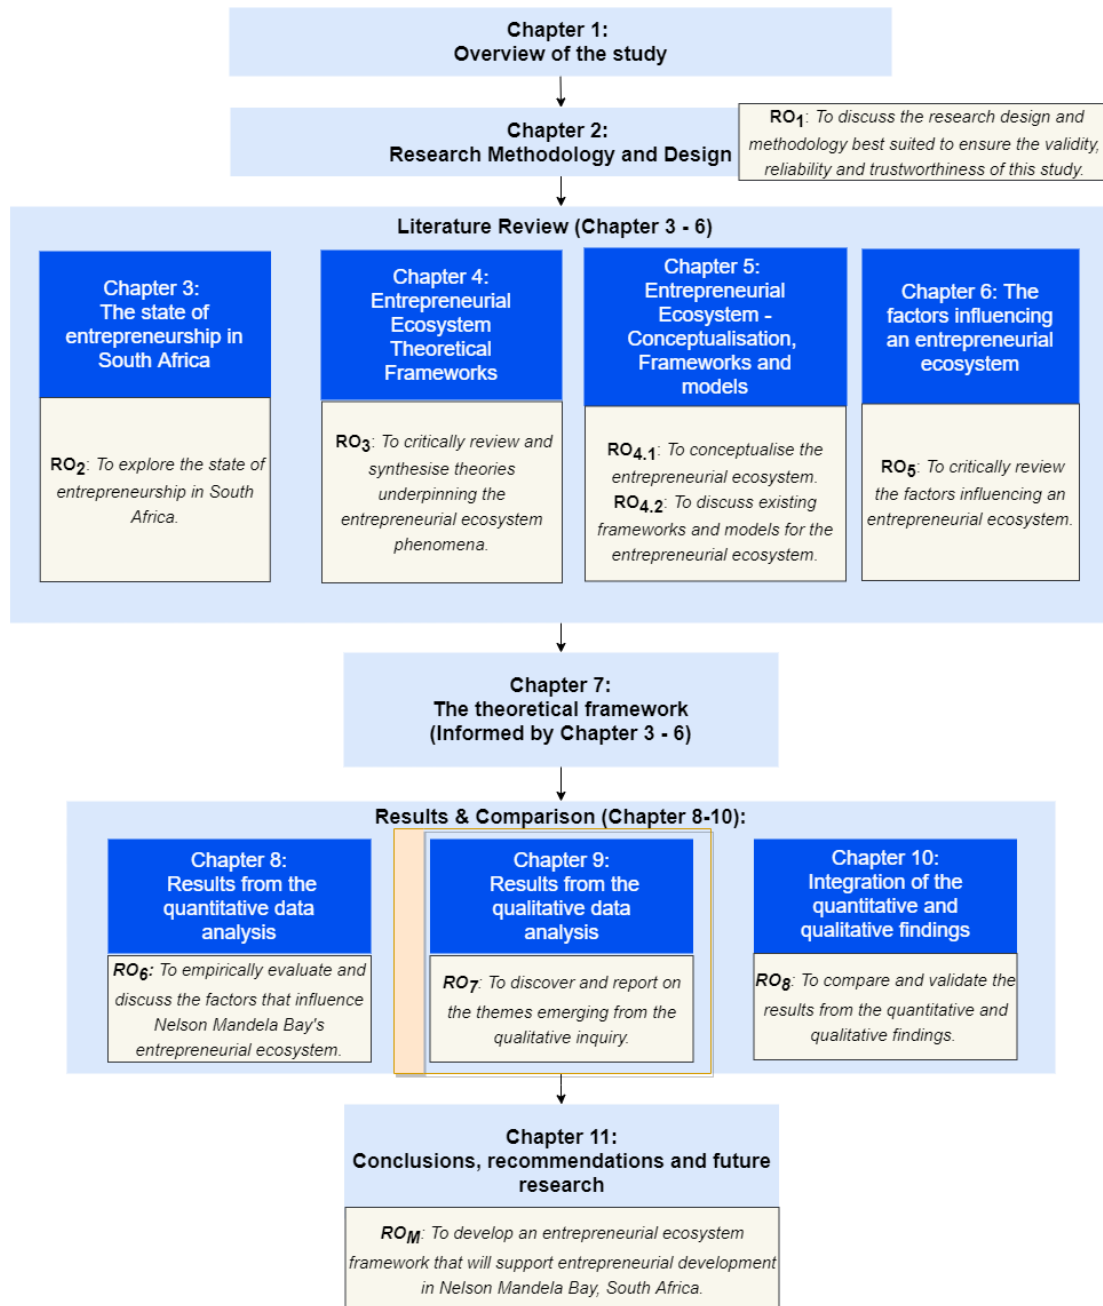 Chapter 1:
Overview of the study
Chapter 2:
Research Methodology and Design
RO1: To discuss the research design and
methodology best suited to ensure the validity,
reliability and trustworthiness of this study.
Literature Review (Chapter 3 - 6)
Chapter 3:
The state of
entrepreneurship in
South Africa
RO2: To explore the state of
entrepreneurship in South
Africa.
Chapter 4:
Entrepreneurial
Ecosystem
Theoretical
Frameworks
RO3: To critically review and
synthesise theories
underpinning the
entrepreneurial ecosystem
phenomena.
Chapter 5:
Entrepreneurial
Ecosystem -
Conceptualisation,
Frameworks and
models
RO4.1: To conceptualise the
entrepreneurial ecosystem.
RO4.2: To discuss existing
frameworks and models for the
entrepreneurial ecosystem.
Chapter 6: The
factors influencing
an entrepreneurial
ecosystem
RO5: To critically review
the factors influencing an
entrepreneurial ecosystem.
Chapter 7:
The theoretical framework
(Informed by Chapter 3 - 6)
Results & Comparison (Chapter 8-10):
Chapter 8:
Results from the
quantitative data
analysis
RO6: To empirically evaluate and
discuss the factors that influence
Nelson Mandela Bay's
entrepreneurial ecosystem.
Chapter 9:
Results from the
qualitative data
analysis
RO7: To discover and report on
the themes emerging from the
qualitative inquiry.
Chapter 10:
Integration of the
quantitative and
qualitative findings
RO8: To compare and validate the
results from the quantitative and
qualitative findings.
Chapter 11:
Conclusions, recommendations and future
research
ROM: To develop an entrepreneurial ecosystem
framework that will support entrepreneurial development
in Nelson Mandela Bay, South Africa.